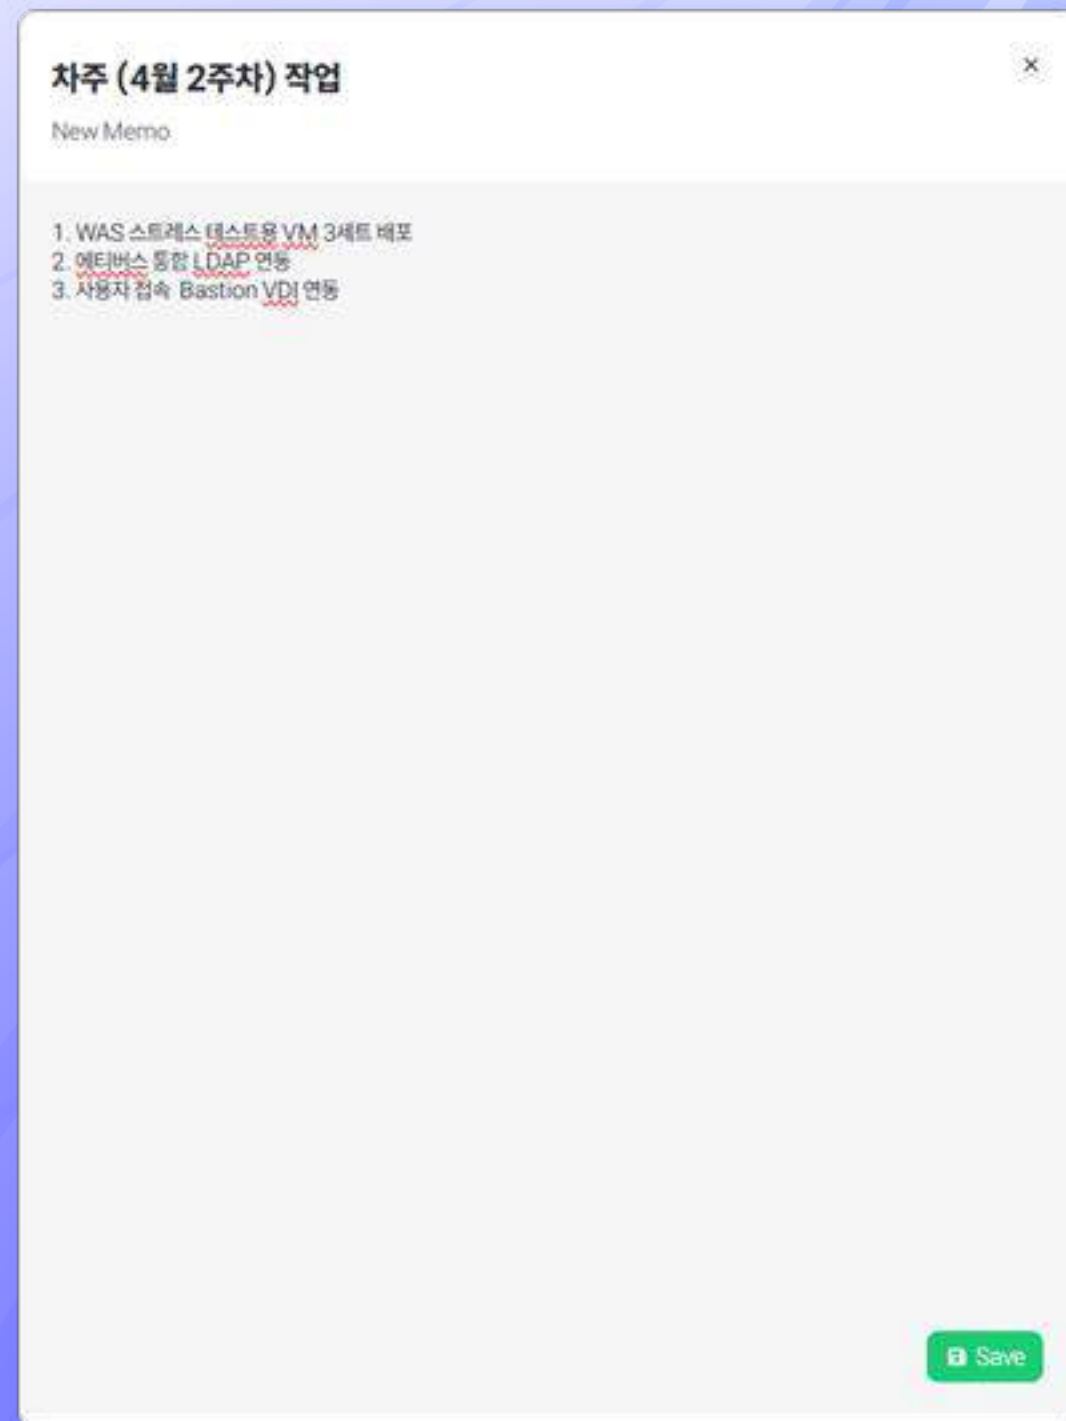 차주 (4월 2주차) 작업
New Memo
1. WAS 스트레스 테스트용 VM 3세트 배포
2. 에티버스 통합 LDAP 연동
3. 사용자 접속 Bastion VDI 연동
Save